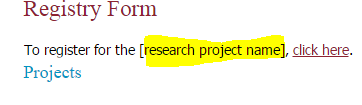 Registry Form
To register for the [research project name], click here.
Projects